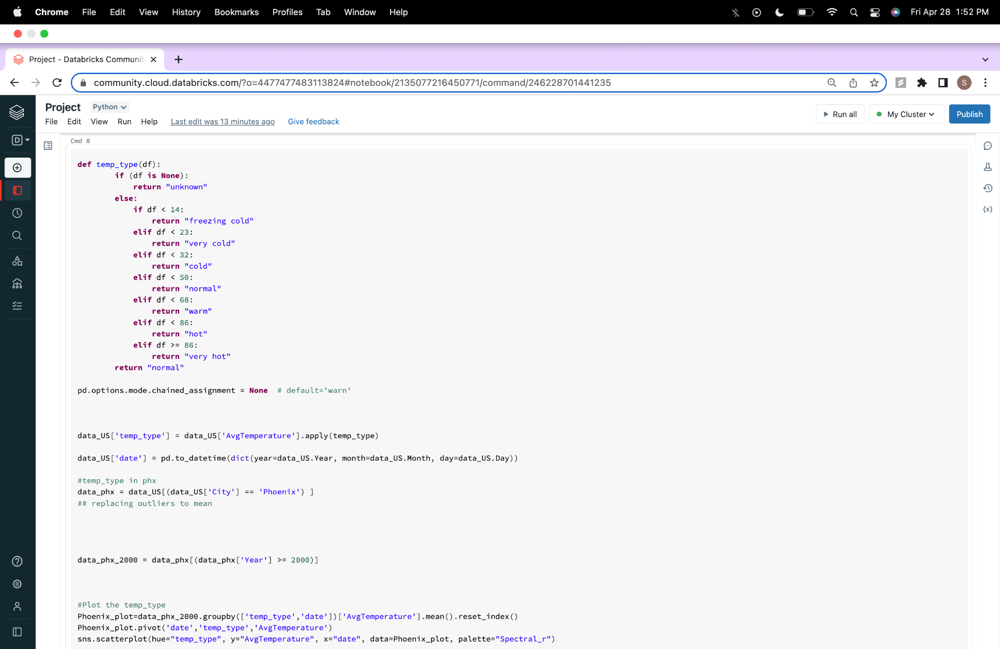 Chrome File Edit View History Bookmarks Profiles Tab Window Help Fri Apr 28 1:52 PM
Project - Databricks Communit
community.cloud.databricks.com/?o=4477477483113824#notebook/2135077216450771/command/246228701441235 S
Project Python
File Edit View Run Help Last edit was 13 minutes ago Give feedback Run all My Cluster Publish
D
Cmd 8
{x}
def temp_type(df):
if (df is None):
return "unknown"
else:
if df < 14:
return "freezing cold"
elif df < 23:
return "very cold"
elif df < 32:
return "cold"
elif df < 50:
return "normal"
elif df < 68:
return "warm"
elif df < 86:
return "hot"
elif df >= 86:
return "very hot"
return "normal"
pd.options.mode.chained_assignment = None  # default='warn'
data_US['temp_type'] = data_US['AvgTemperature'].apply(temp_type)
data_US['date'] = pd.to_datetime(dict(year=data_US.Year, month=data_US.Month, day=data_US.Day))
#temp_type in phx
data_phx = data_US[(data_US['City'] == 'Phoenix') ]
## replacing outliers to mean
data_phx_2000 = data_phx[(data_phx['Year'] >= 2000)]
#Plot the temp_type
Phoenix_plot=data_phx_2000.groupby(['temp_type','date'])['AvgTemperature'].mean().reset_index()
Phoenix_plot.pivot('date','temp_type','AvgTemperature')
sns.scatterplot(hue="temp_type", y="AvgTemperature", x="date", data=Phoenix_plot, palette="Spectral_r")